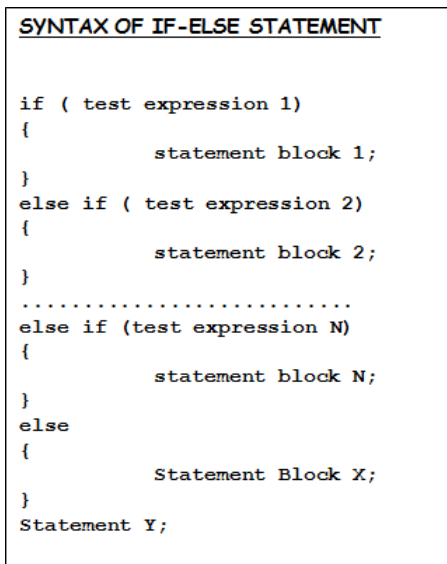 SYNTAX OF IF-ELSE STATEMENT
if ( test expression 1)
{
statement block 1;
}
else if ( test expression 2)
{
statement block 2;
}
..........................
else if (test expression N)
{
statement block N;
}
else
{
Statement Block X;
}
Statement Y;